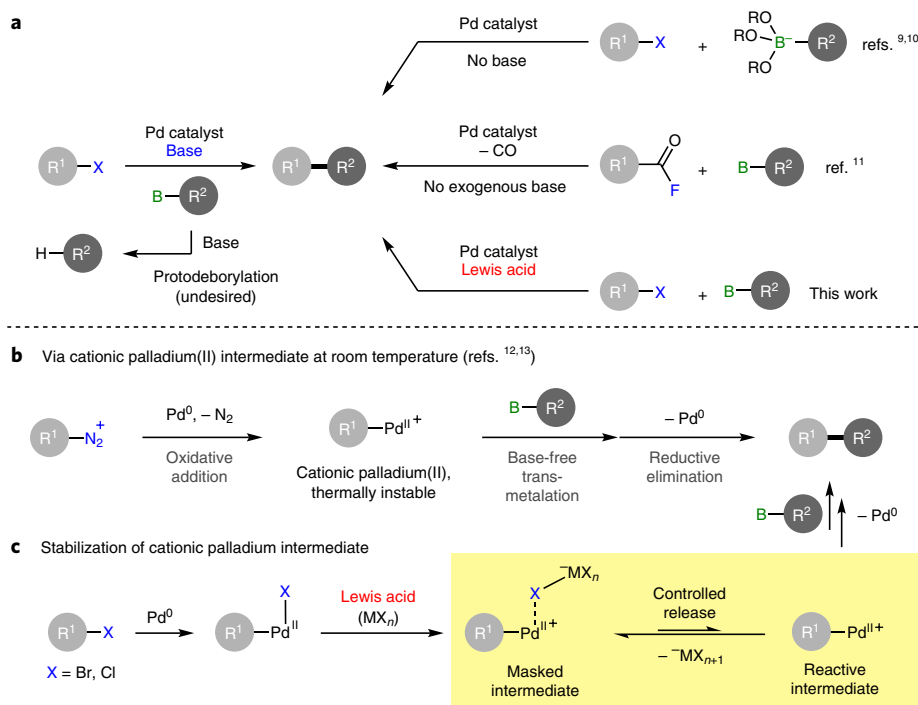 a
Pd catalyst
No base
R1 X + RO RO RO B– R2 refs. 9,10
R1 X
Pd catalyst
Base
B R2
R1 R2
Pd catalyst
– CO
No exogenous base
R1 O F + B R2 ref. 11
H R2
Base
Protodeborylation
(undesired)
Pd catalyst
Lewis acid
R1 X + B R2 This work
b Via cationic palladium(II) intermediate at room temperature (refs. 12,13)
R1 N2 +
Pd0, – N2
Oxidative
addition
R1 PdII+
Cationic palladium(II),
thermally instable
B R2
Base-free
trans-
metalation
– Pd0
Reductive
elimination
R1 R2
B R2 – Pd0
c Stabilization of cationic palladium intermediate
R1 X
X = Br, Cl
Pd0
X
R1 PdII
Lewis acid
(MXn)
–MXn
X
R1 PdII+
Masked
intermediate
Controlled
release
– –MXn+1
R1 PdII+
Reactive
intermediate